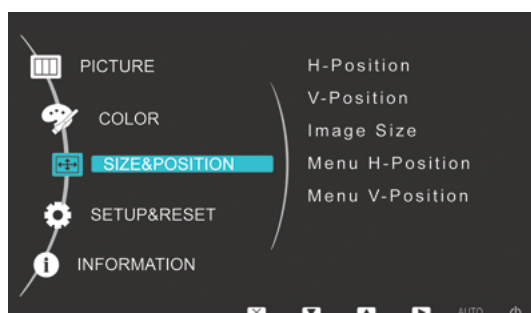 PICTURE
COLOR
SIZE&POSITION
SETUP&RESET
INFORMATION
H-Position
V-Position
Image Size
Menu H-Position
Menu V-Position
AUTO